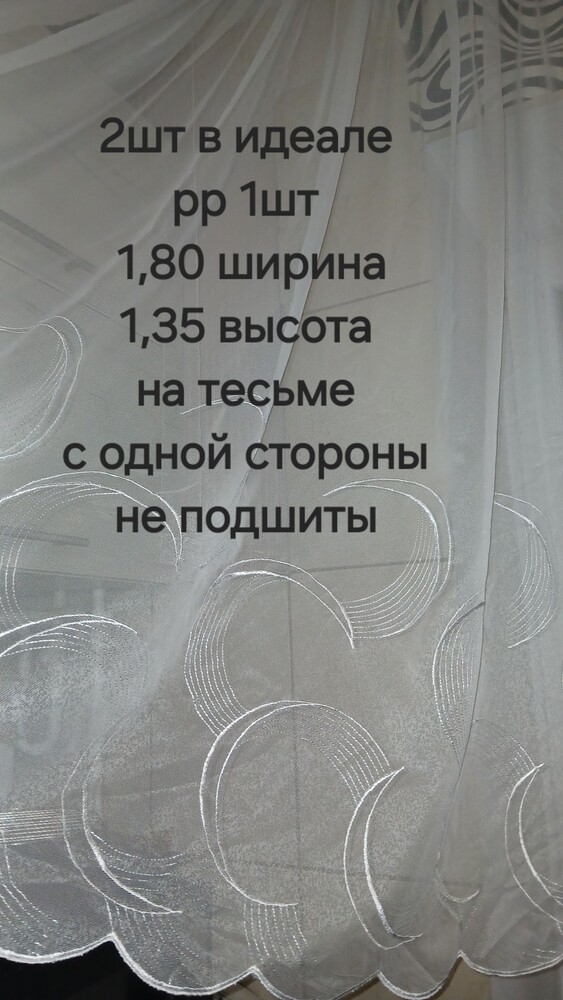 2шт в идеале
рр 1шт
1,80 ширина
1,35 высота
на тесьме
с одной стороны
не подшиты